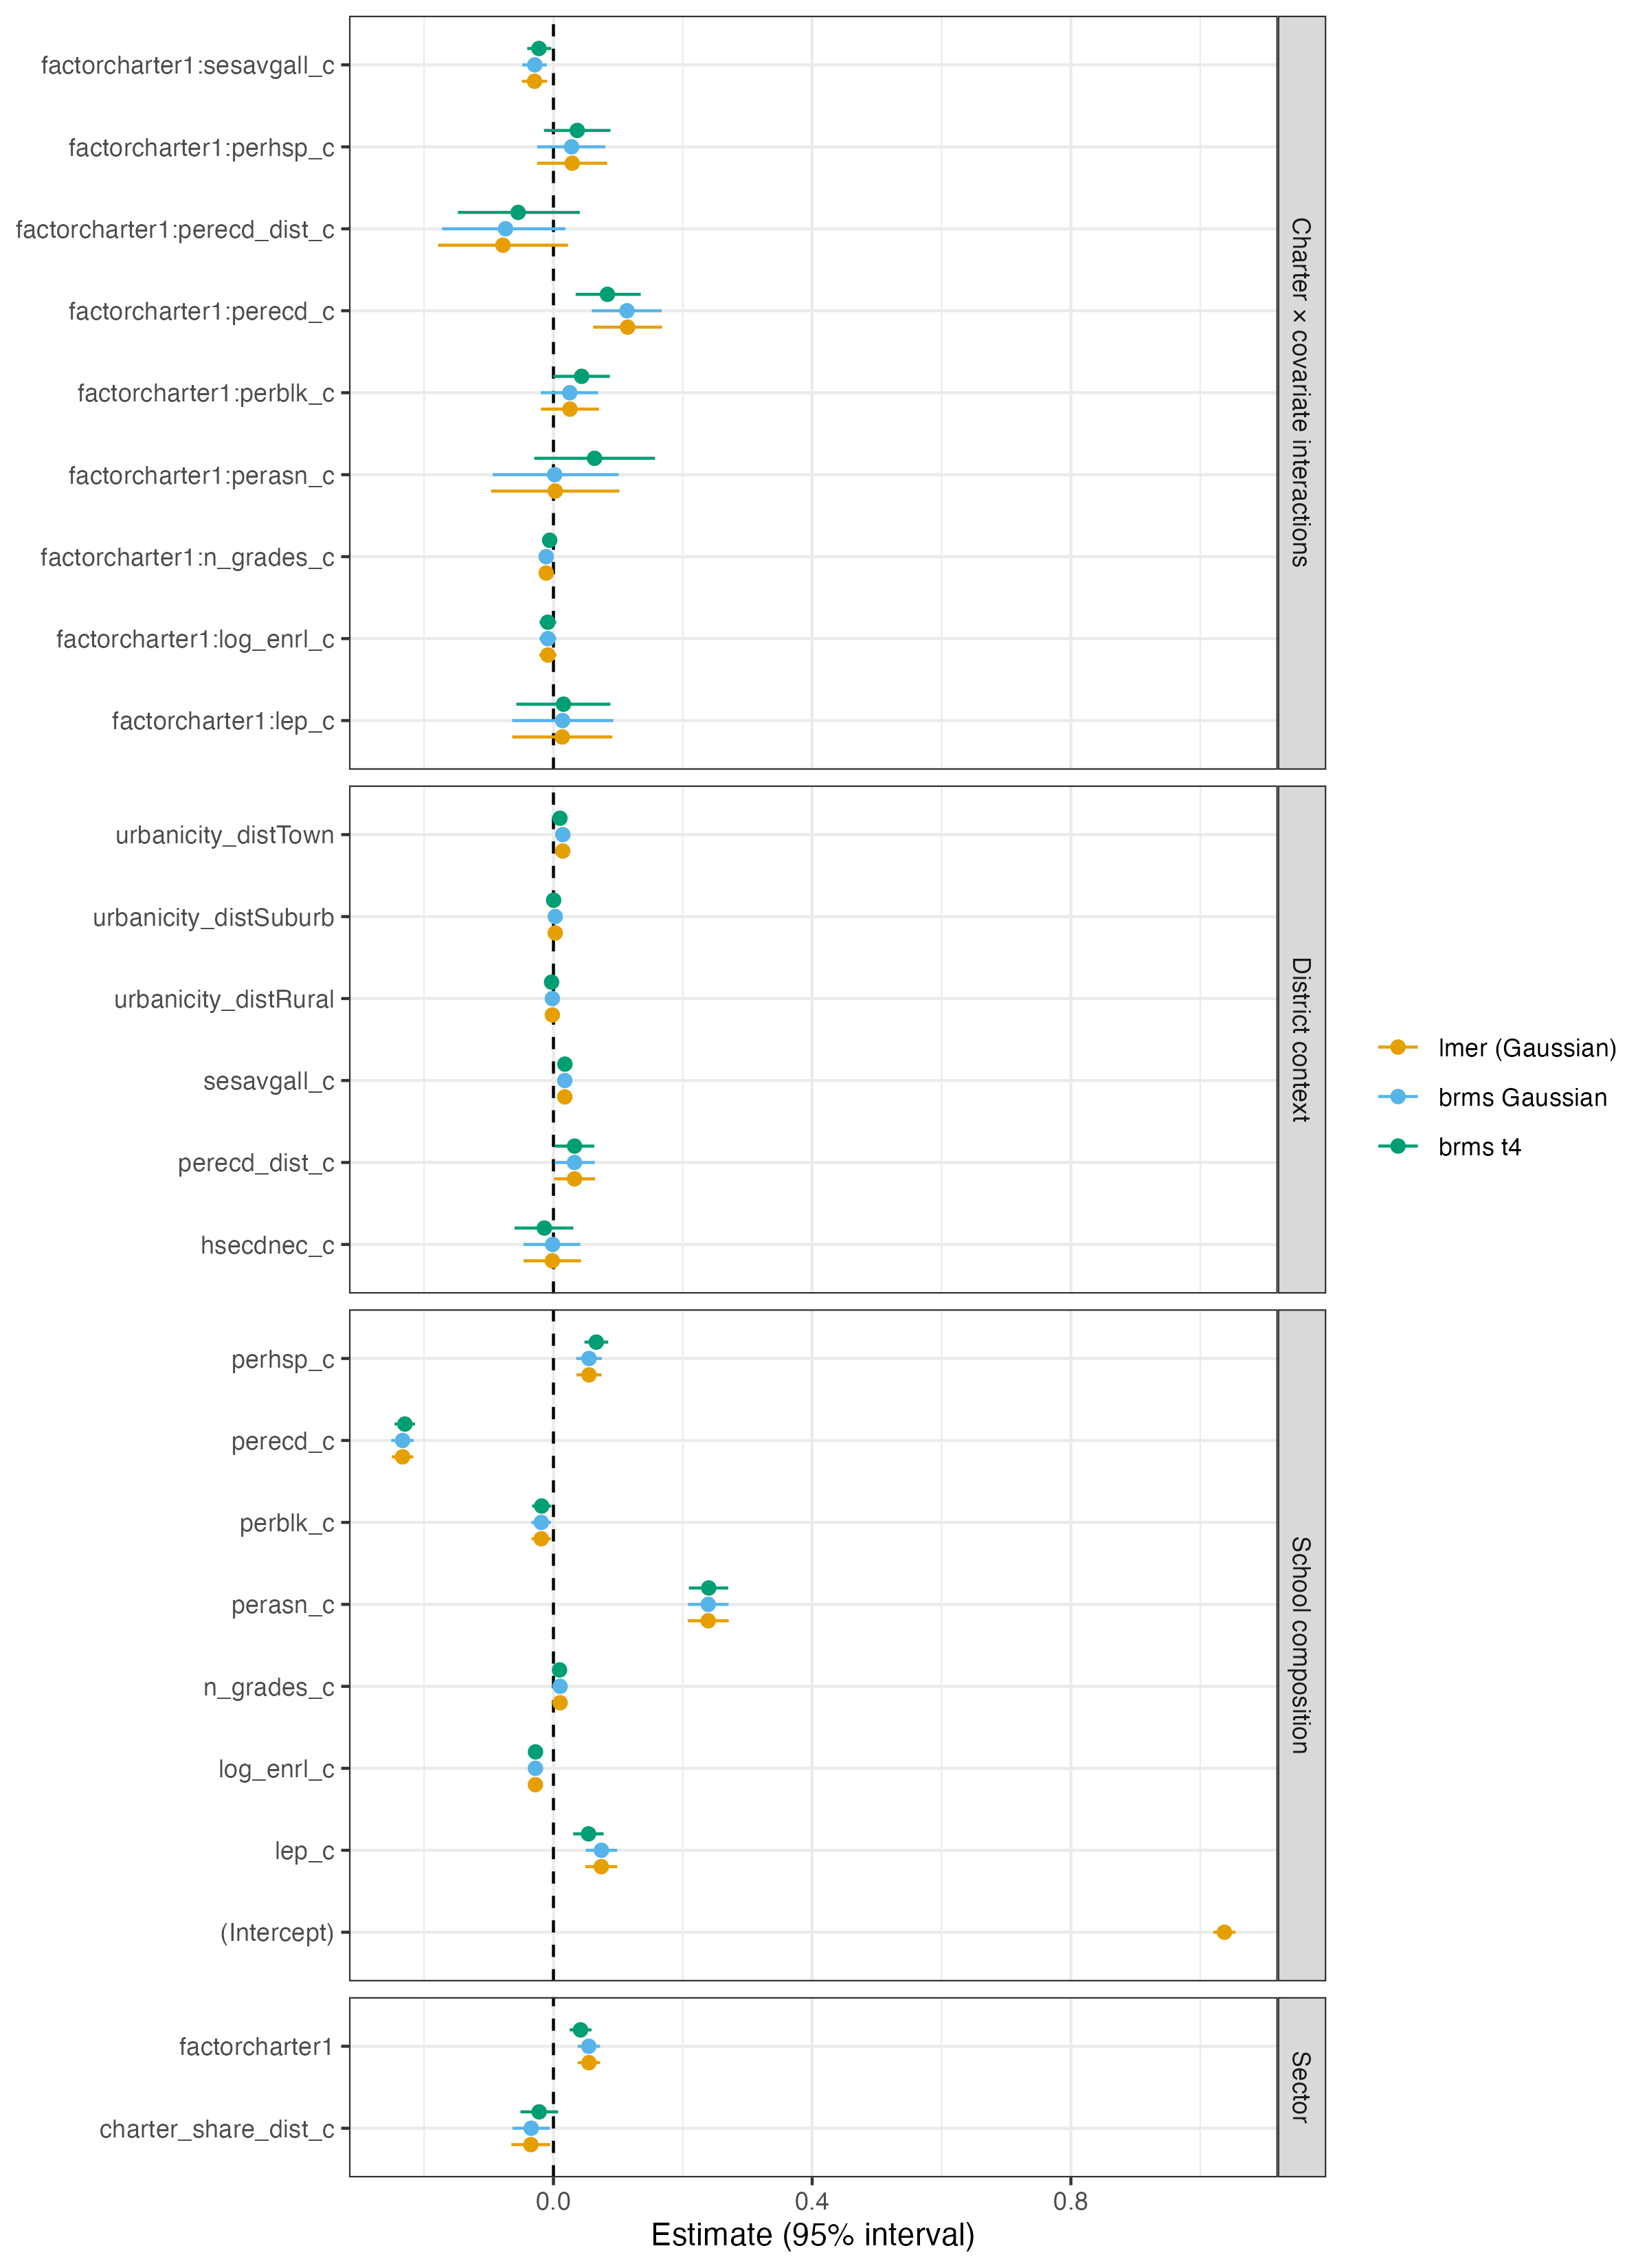 factorcharter1:sesavgall_c
factorcharter1:perhsp_c
factorcharter1:perecd_dist_c
factorcharter1:perecd_c
factorcharter1:perblk_c
factorcharter1:perasn_c
factorcharter1:n_grades_c
factorcharter1:log_enrl_c
factorcharter1:lep_c
Charter × covariate interactions
urbanicity_distTown
urbanicity_distSuburb
urbanicity_distRural
sesavgall_c
perecd_dist_c
hsecdnec_c
District context
perhsp_c
perecd_c
perblk_c
perasn_c
n_grades_c
log_enrl_c
lep_c
(Intercept)
School composition
factorcharter1
charter_share_dist_c
Sector
0.0 0.4 0.8
Estimate (95% interval)
lmer (Gaussian)
brms Gaussian
brms t4